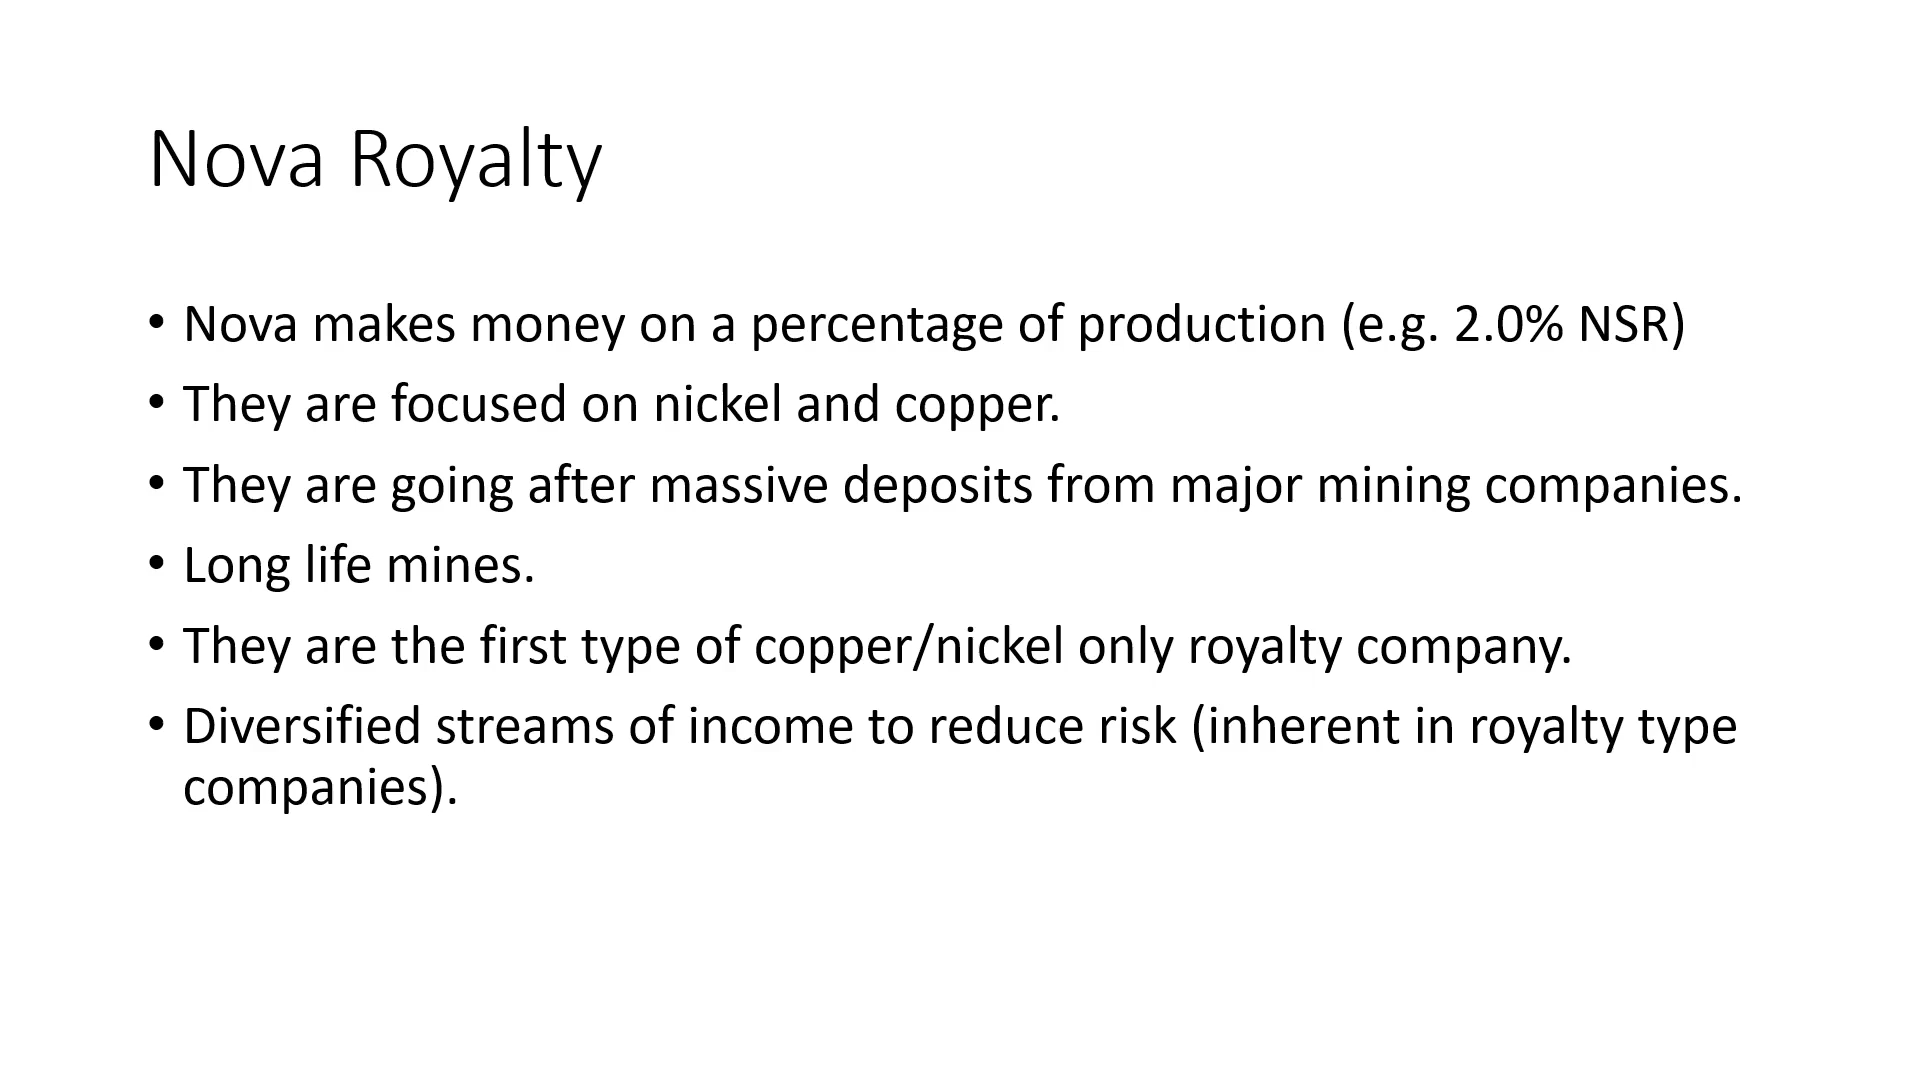 Nova Royalty
• Nova makes money on a percentage of production (e.g. 2.0% NSR)
• They are focused on nickel and copper.
• They are going after massive deposits from major mining companies.
• Long life mines.
• They are the first type of copper/nickel only royalty company.
• Diversified streams of income to reduce risk (inherent in royalty type
companies).